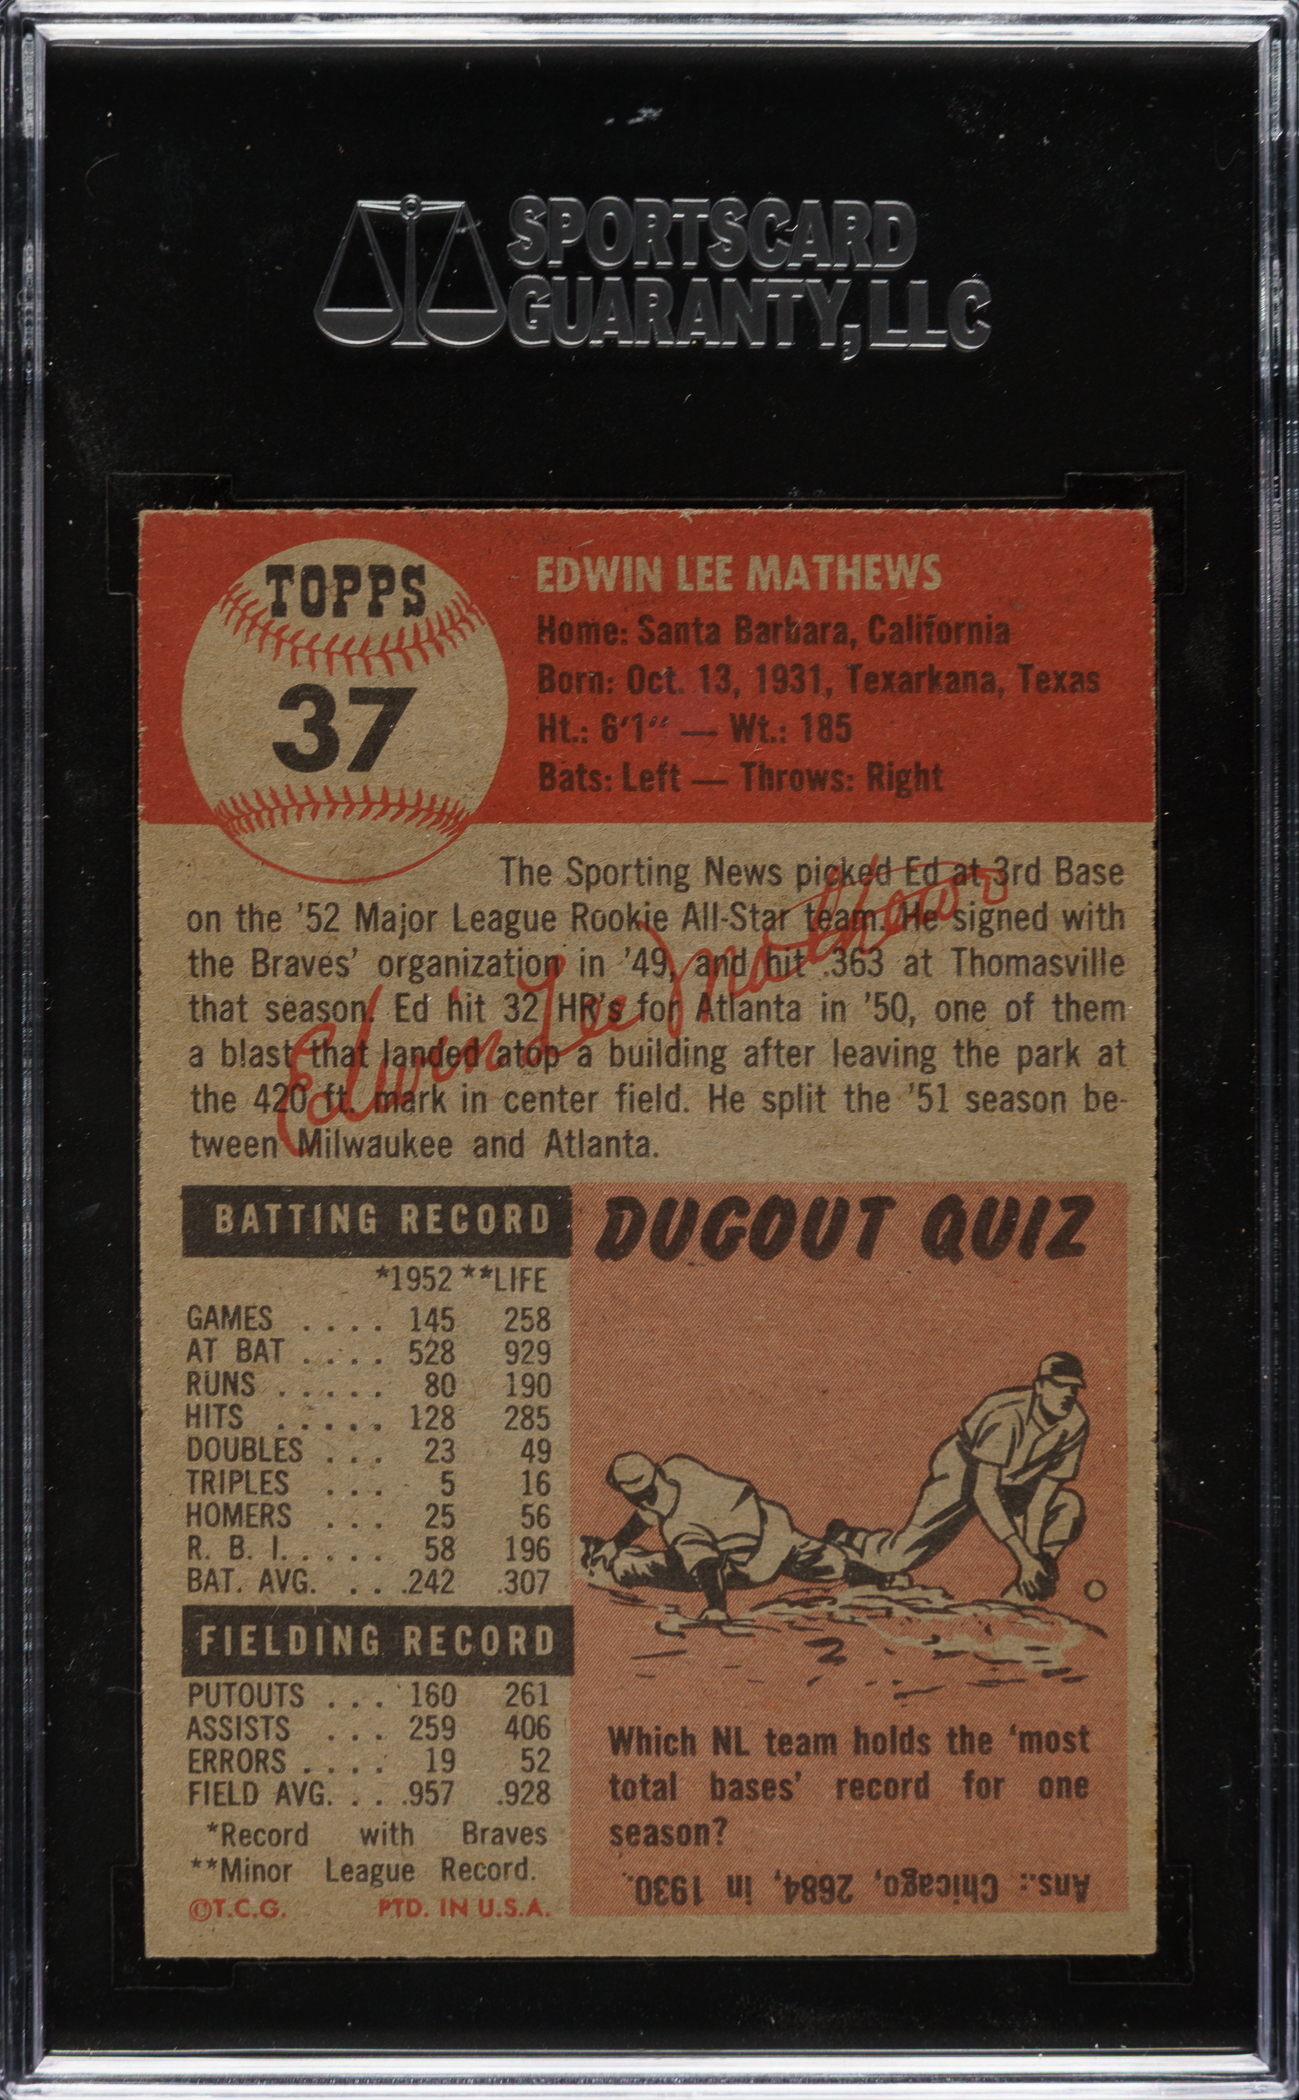 SPORTSCARD
GUARANTY, LLC
TOPPS
37
EDWIN LEE MATHEWS
Home: Santa Barbara, California
Born: Oct. 13, 1931, Texarkana, Texas
Ht.: 6'1" — Wt.: 185
Bats: Left — Throws: Right
The Sporting News picked Ed at 3rd Base
on the '52 Major League Rookie All-Star team. He signed with
the Braves' organization in '49, and hit .363 at Thomasville
that season. Ed hit 32 HR's for Atlanta in '50, one of them
a blast that landed atop a building after leaving the park at
the 420 ft. mark in center field. He split the '51 season be-
tween Milwaukee and Atlanta.
Edwin Lee Mathews
BATTING RECORD
*1952 **LIFE
GAMES .... 145 258
AT BAT .... 528 929
RUNS ..... 80 190
HITS ..... 128 285
DOUBLES ... 23 49
TRIPLES ... 5 16
HOMERS ... 25 56
R. B. I. .... 58 196
BAT. AVG. . . .242 .307
FIELDING RECORD
PUTOUTS ... 160 261
ASSISTS ... 259 406
ERRORS .... 19 52
FIELD AVG. . . .957 .928
*Record with Braves
**Minor League Record.
©T.C.G. PTD. IN U.S.A.
DUGOUT QUIZ
Which NL team holds the 'most
total bases' record for one
season?
Ans.: Chicago, 2684, in 1930.